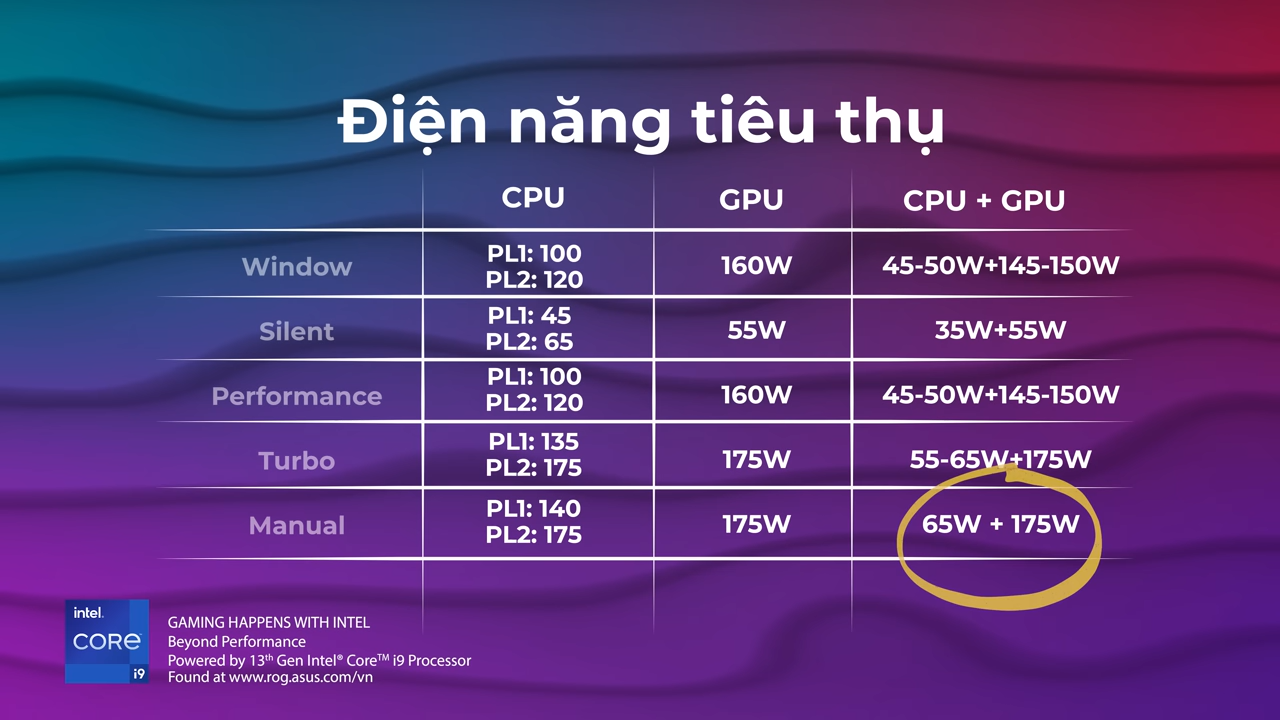 Điện năng tiêu thụ
CPU GPU CPU + GPU
Window PL1: 100 PL2: 120 160W 45-50W+145-150W
Silent PL1: 45 PL2: 65 55W 35W+55W
Performance PL1: 100 PL2: 120 160W 45-50W+145-150W
Turbo PL1: 135 PL2: 175 175W 55-65W+175W
Manual PL1: 140 PL2: 175 175W 65W + 175W
intel.
CORE
i9
GAMING HAPPENS WITH INTEL
Beyond Performance
Powered by 13th Gen Intel® Core™ i9 Processor
Found at www.rog.asus.com/vn